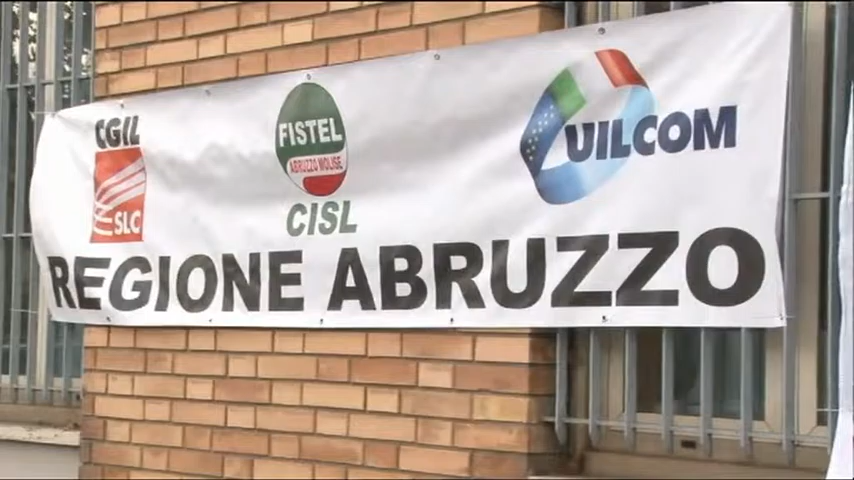 CGIL
SLC
FISTEL
ABRUZZO MOLISE
CISL
UILCOM
REGIONE ABRUZZO